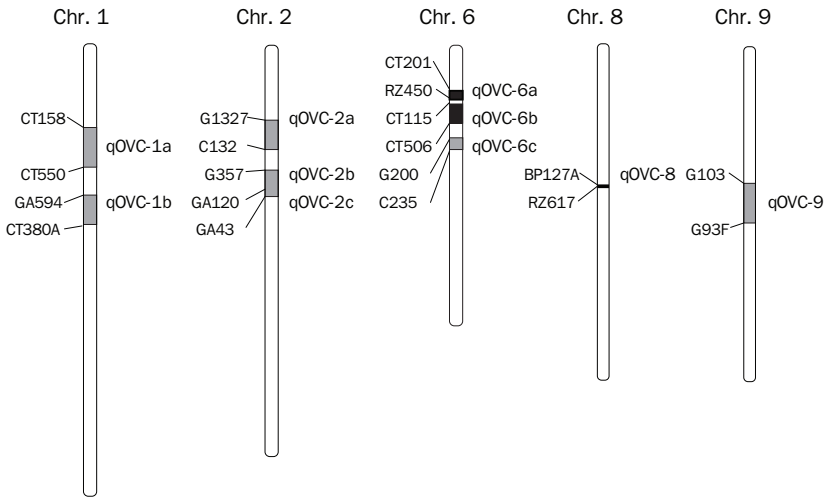 Chr. 1
Chr. 2
Chr. 6
Chr. 8
Chr. 9
CT158
qOVC-1a
CT550
GA594
qOVC-1b
CT380A
G1327
qOVC-2a
C132
G357
qOVC-2b
GA120
qOVC-2c
GA43
CT201
RZ450
qOVC-6a
CT115
qOVC-6b
CT506
qOVC-6c
G200
C235
BP127A
qOVC-8
RZ617
G103
qOVC-9
G93F